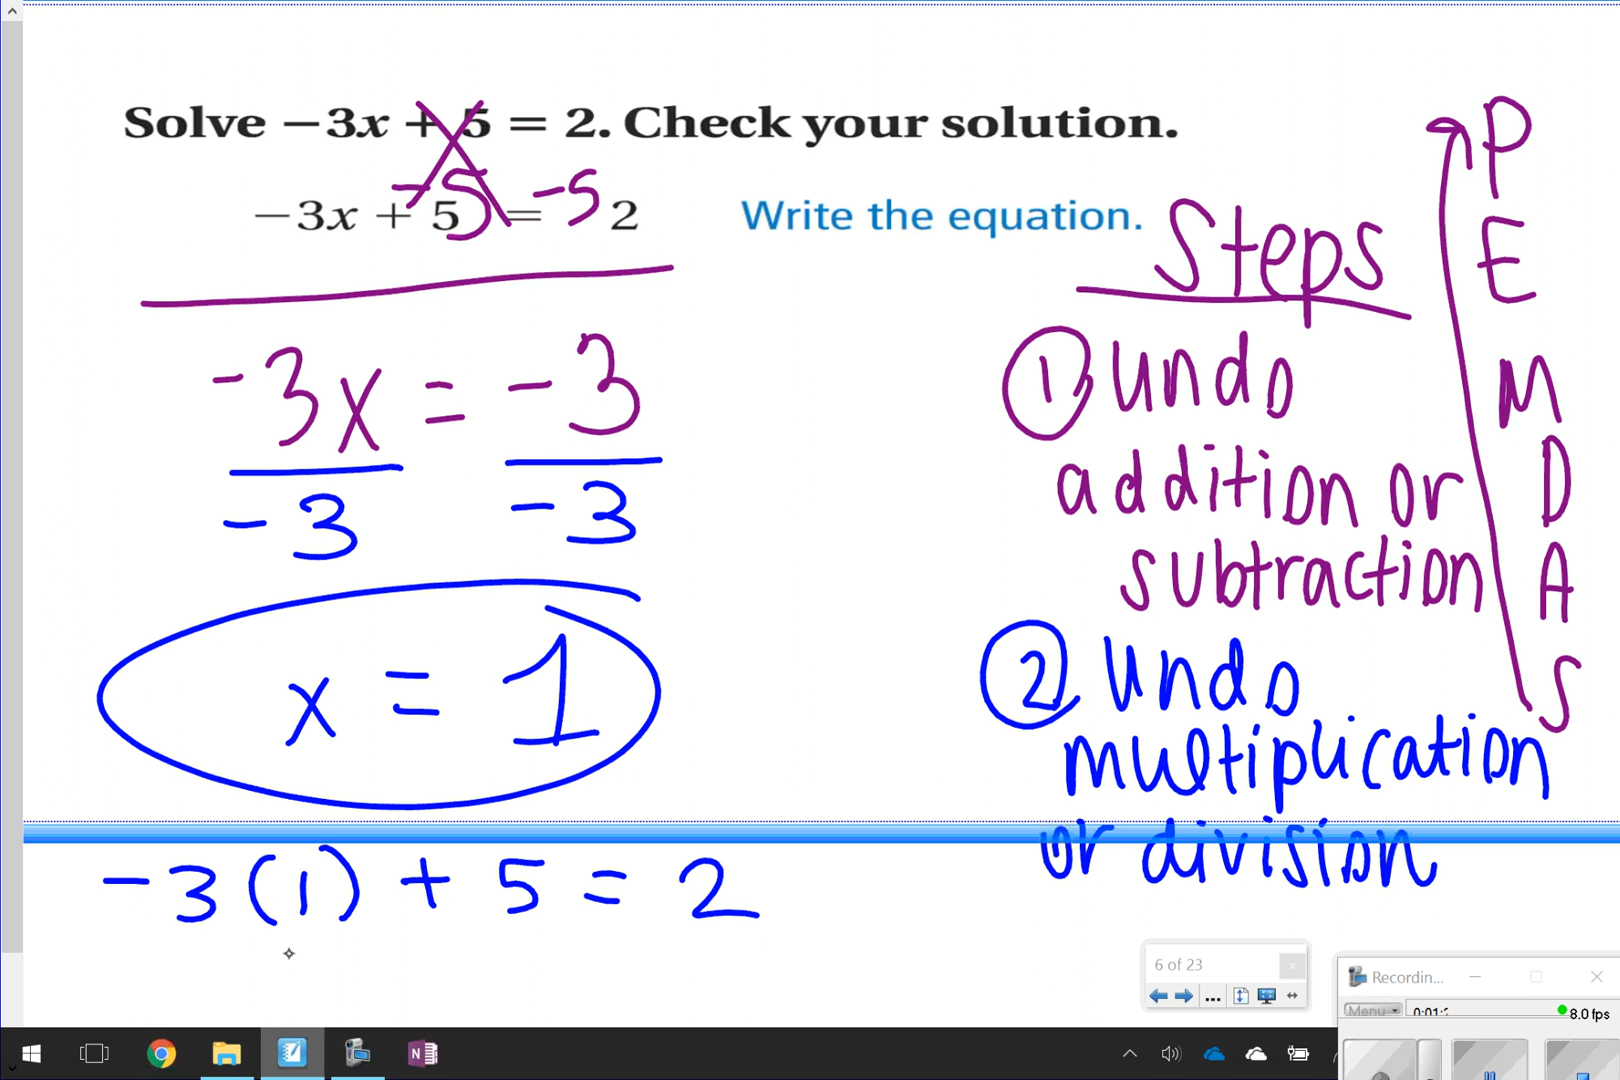 Solve −3x + 5 = 2. Check your solution.
-5 -5
−3x + 5 = 2 Write the equation.
-3x = -3
-3 -3
x = 1
-3(1) + 5 = 2
Steps
① undo
addition or
subtraction
② undo
multiplication
or division
P
E
M
D
A
S
6 of 23
Recordin...
Menu
8.0 fps